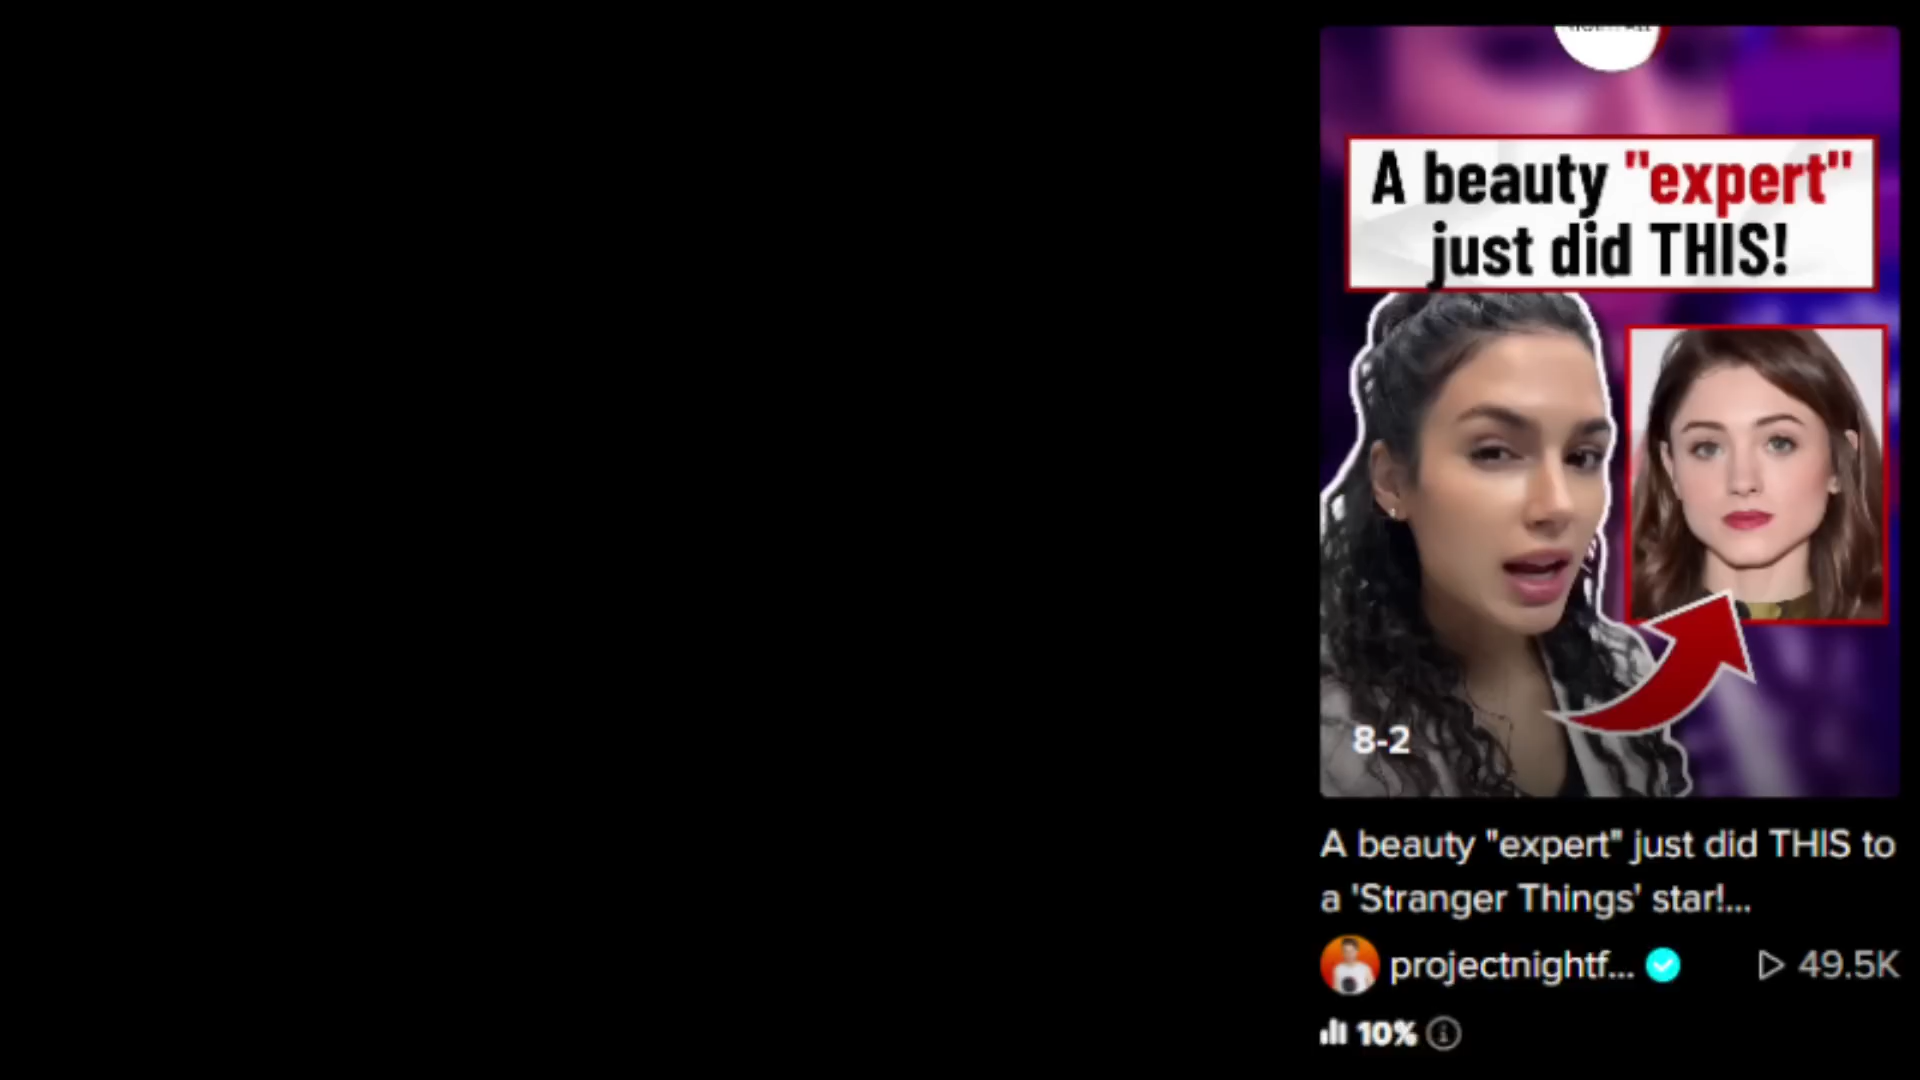 A beauty "expert"
just did THIS!
8-2
A beauty "expert" just did THIS to
a 'Stranger Things' star!...
projectnightf... 49.5K
10%